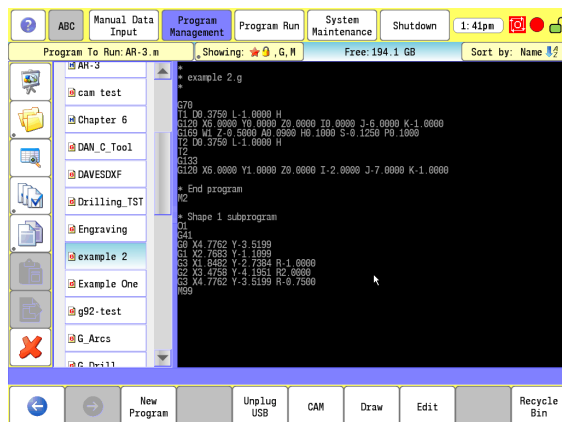 ?
ABC
Manual Data
Input
Program
Management
Program Run
System
Maintenance
Shutdown
1:41pm
Program To Run: AR-3.m
Showing: , G, M
Free: 194.1 GB
Sort by: Name
AR-3
cam test
Chapter 6
DAN_C_Tool
DAVESDXF
Drilling_TST
Engraving
example 2
Example One
g92-test
G_Arcs
G_Drill
*
* example 2.g
*
G70
T1 D0.3750 L-1.0000 H
G120 X6.0000 Y0.0000 Z0.0000 I0.0000 J-6.0000 K-1.0000
G169 W1 Z-0.5000 A0.0900 H0.1000 S-0.1250 P0.1000
T2 D0.3750 L-1.0000 H
T2
G133
G120 X6.0000 Y1.0000 Z0.0000 I-2.0000 J-7.0000 K-1.0000
* End program
M2
* Shape 1 subprogram
O1
G41
G0 X4.7762 Y-3.5199
G1 X2.7683 Y-1.1099
G3 X1.8482 Y-2.7384 R-1.0000
G2 X3.4758 Y-4.1951 R2.0000
G3 X4.7762 Y-3.5199 R-0.7500
M99
New
Program
Unplug
USB
CAM
Draw
Edit
Recycle
Bin